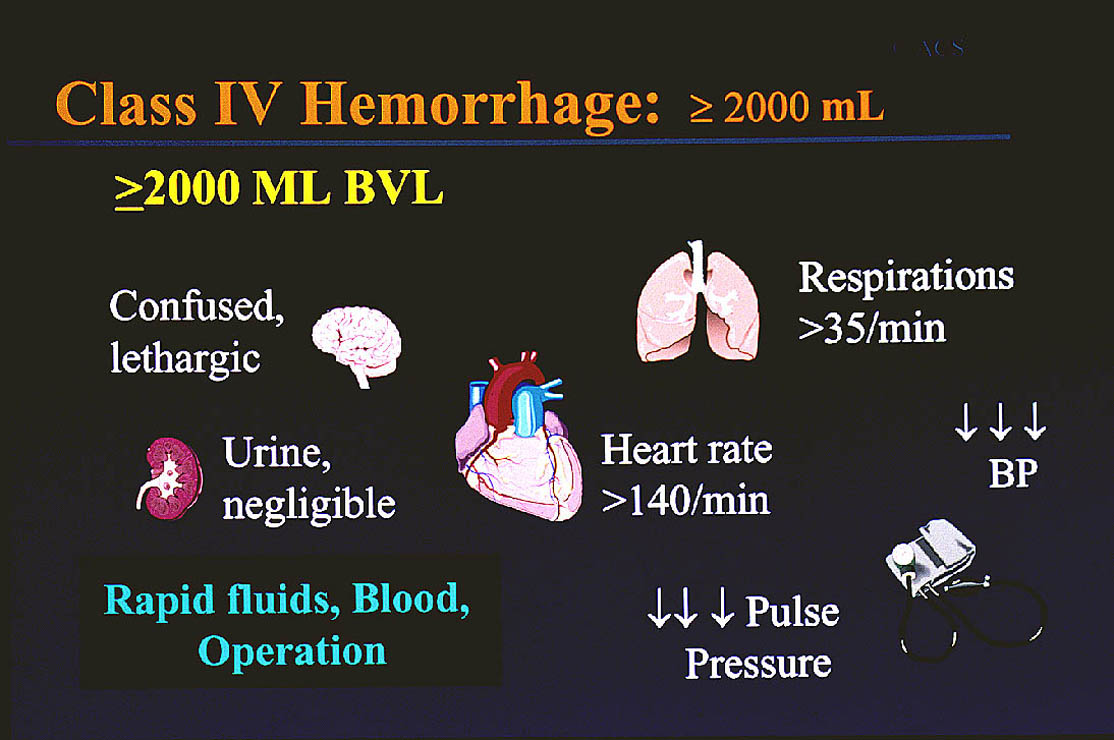 ACS
Class IV Hemorrhage: ≥ 2000 mL
≥2000 ML BVL
Confused,
lethargic
Respirations
>35/min
Urine,
negligible
Heart rate
>140/min
↓↓↓
BP
Rapid fluids, Blood,
Operation
↓↓↓ Pulse
Pressure